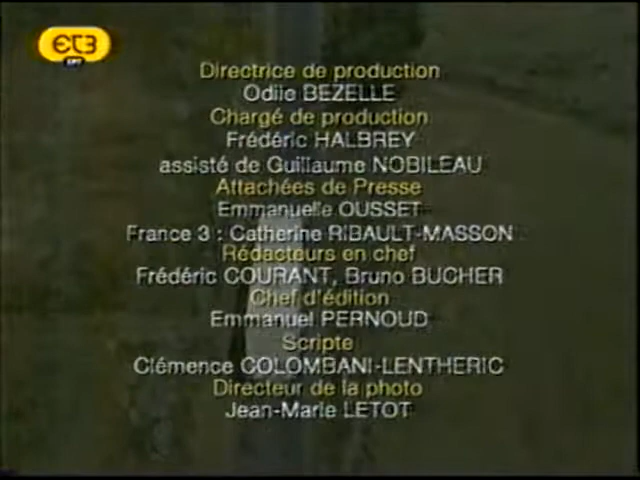 ετ3
ΕΡΤ
Directrice de production
Odile BEZELLE
Chargé de production
Frédéric HALBREY
assisté de Guillaume NOBILEAU
Attachées de Presse
Emmanuelle OUSSET
France 3 : Catherine RIBAULT-MASSON
Rédacteurs en chef
Frédéric COURANT, Bruno BUCHER
Chef d'édition
Emmanuel PERNOUD
Scripte
Clémence COLOMBANI-LENTHERIC
Directeur de la photo
Jean-Marie LETOT